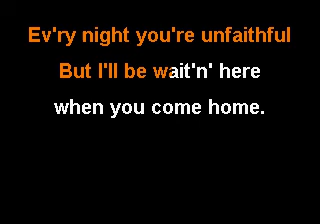 Ev'ry night you're unfaithful
But I'll be wait'n' here
when you come home.